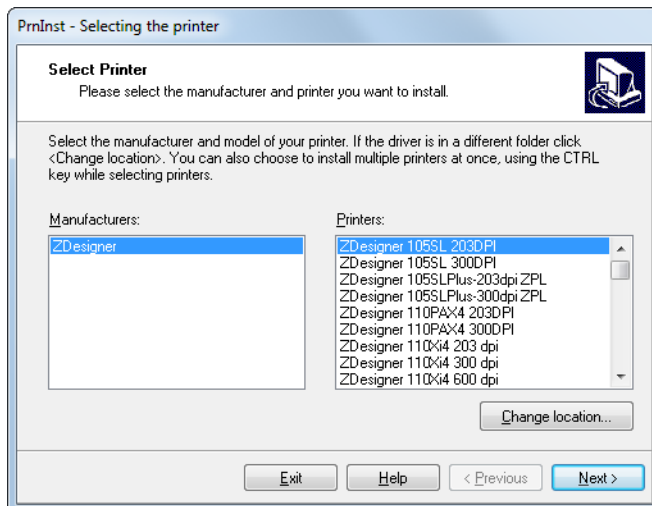 PrnInst - Selecting the printer
Select Printer
Please select the manufacturer and printer you want to install.
Select the manufacturer and model of your printer. If the driver is in a different folder click
<Change location>. You can also choose to install multiple printers at once, using the CTRL
key while selecting printers.
Manufacturers:
ZDesigner
Printers:
ZDesigner 105SL 203DPI
ZDesigner 105SL 300DPI
ZDesigner 105SLPlus-203dpi ZPL
ZDesigner 105SLPlus-300dpi ZPL
ZDesigner 110PAX4 203DPI
ZDesigner 110PAX4 300DPI
ZDesigner 110Xi4 203 dpi
ZDesigner 110Xi4 300 dpi
ZDesigner 110Xi4 600 dpi
Change location...
Exit
Help
< Previous
Next >